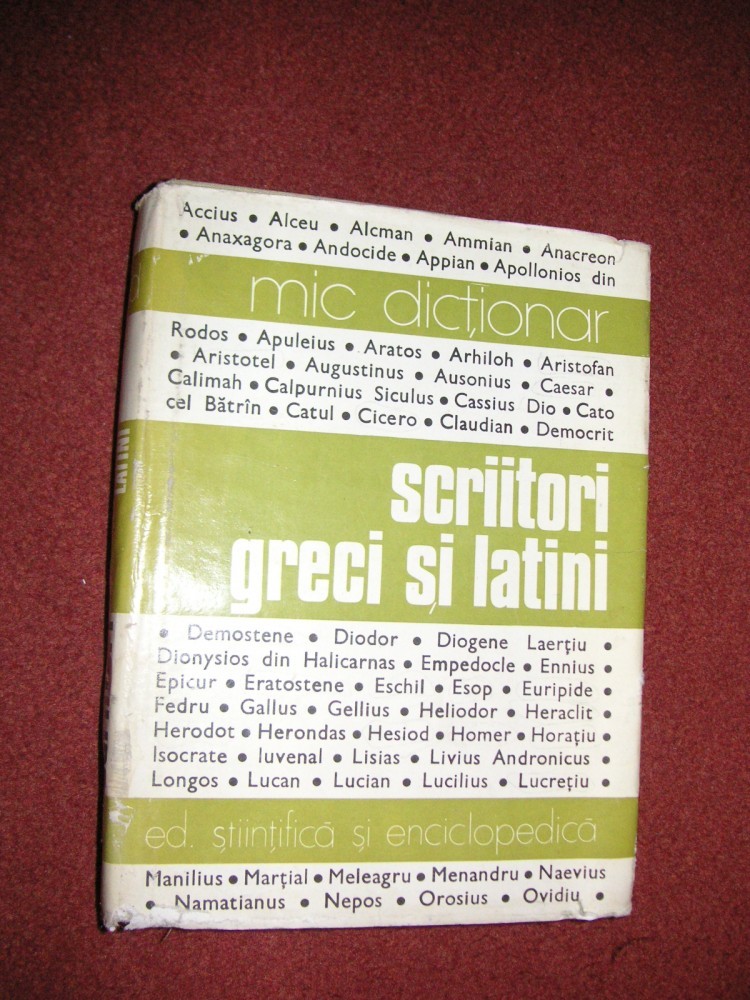 Accius • Alceu • Alcman • Ammian • Anacreon
• Anaxagora • Andocide • Appian • Apollonios din
mic dicționar
Rodos • Apuleius • Aratos • Arhiloh • Aristofan
• Aristotel • Augustinus • Ausonius • Caesar •
Calimah • Calpurnius Siculus • Cassius Dio • Cato
cel Bătrîn • Catul • Cicero • Claudian • Democrit
scriitori
greci și latini
• Demostene • Diodor • Diogene Laerțiu •
Dionysios din Halicarnas • Empedocle • Ennius •
Epicur • Eratostene • Eschil • Esop • Euripide •
Fedru • Gallus • Gellius • Heliodor • Heraclit •
Herodot • Herondas • Hesiod • Homer • Horațiu •
Isocrate • Iuvenal • Lisias • Livius Andronicus •
Longos • Lucan • Lucian • Lucilius • Lucrețiu •
ed. științifică și enciclopedică
Manilius • Marțial • Meleagru • Menandru • Naevius
• Namatianus • Nepos • Orosius • Ovidiu •
LATINI